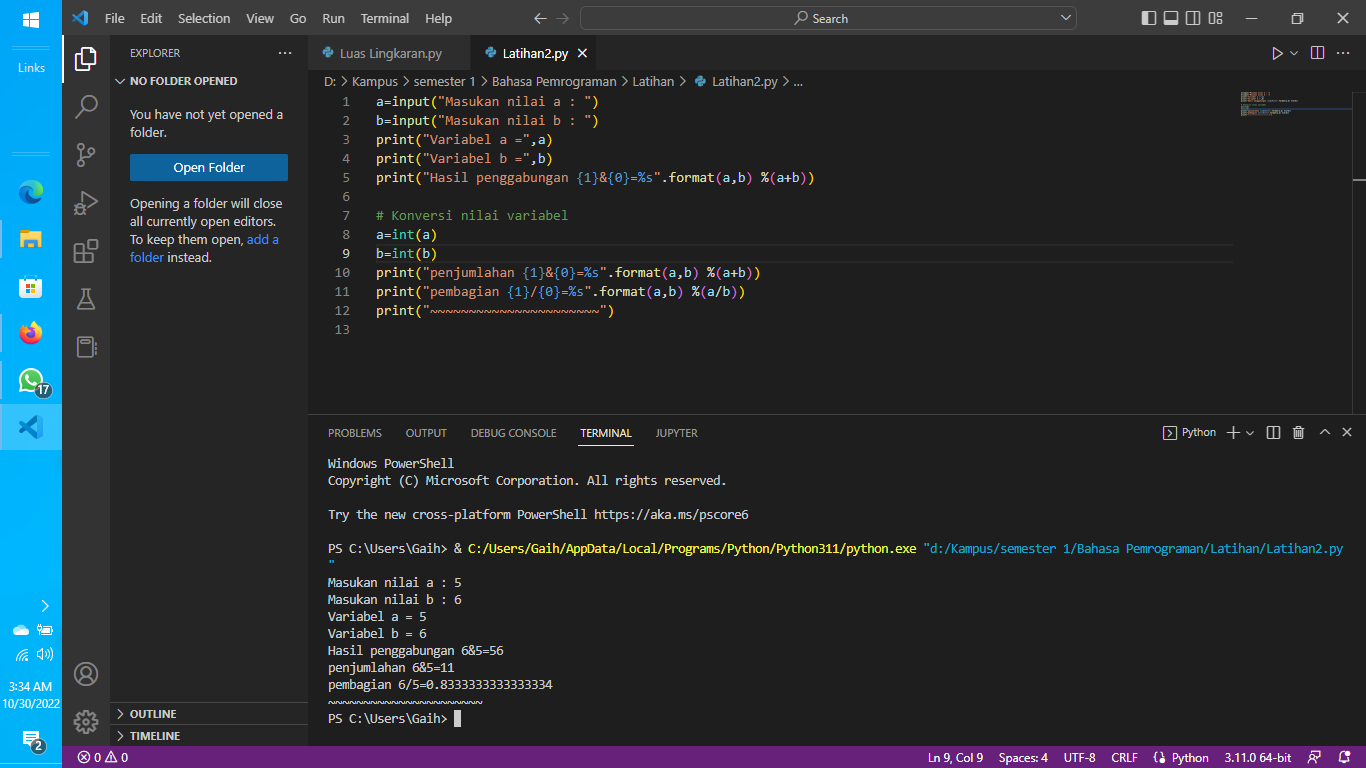 File Edit Selection View Go Run Terminal Help
Search
Links
EXPLORER
NO FOLDER OPENED
You have not yet opened a
folder.
Open Folder
Opening a folder will close
all currently open editors.
To keep them open, add a
folder instead.
OUTLINE
TIMELINE
17
3:34 AM
10/30/2022
2
Luas Lingkaran.py
Latihan2.py
D: > Kampus > semester 1 > Bahasa Pemrograman > Latihan > Latihan2.py > ...
1 a=input("Masukan nilai a : ")
2 b=input("Masukan nilai b : ")
3 print("Variabel a =",a)
4 print("Variabel b =",b)
5 print("Hasil penggabungan {1}&{0}=%s".format(a,b) %(a+b))
6
7 # Konversi nilai variabel
8 a=int(a)
9 b=int(b)
10 print("penjumlahan {1}&{0}=%s".format(a,b) %(a+b))
11 print("pembagian {1}/{0}=%s".format(a,b) %(a/b))
12 print("~~~~~~~~~~~~~~~~~~~~~~")
13
PROBLEMS OUTPUT DEBUG CONSOLE TERMINAL JUPYTER
Python
Windows PowerShell
Copyright (C) Microsoft Corporation. All rights reserved.
Try the new cross-platform PowerShell https://aka.ms/pscore6
PS C:\Users\Gaih> & C:/Users/Gaih/AppData/Local/Programs/Python/Python311/python.exe "d:/Kampus/semester 1/Bahasa Pemrograman/Latihan/Latihan2.py
"
Masukan nilai a : 5
Masukan nilai b : 6
Variabel a = 5
Variabel b = 6
Hasil penggabungan 6&5=56
penjumlahan 6&5=11
pembagian 6/5=0.8333333333333334
~~~~~~~~~~~~~~~~~~~~~~
PS C:\Users\Gaih>
0 0
Ln 9, Col 9 Spaces: 4 UTF-8 CRLF Python 3.11.0 64-bit